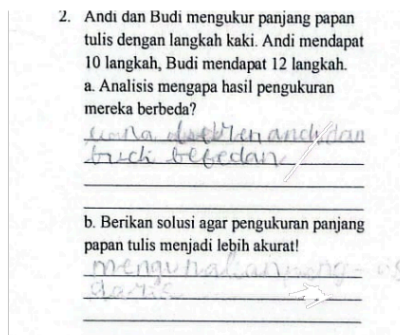 2. Andi dan Budi mengukur panjang papan
tulis dengan langkah kaki. Andi mendapat
10 langkah, Budi mendapat 12 langkah.
a. Analisis mengapa hasil pengukuran
mereka berbeda?
andi dan
budi
b. Berikan solusi agar pengukuran panjang
papan tulis menjadi lebih akurat!